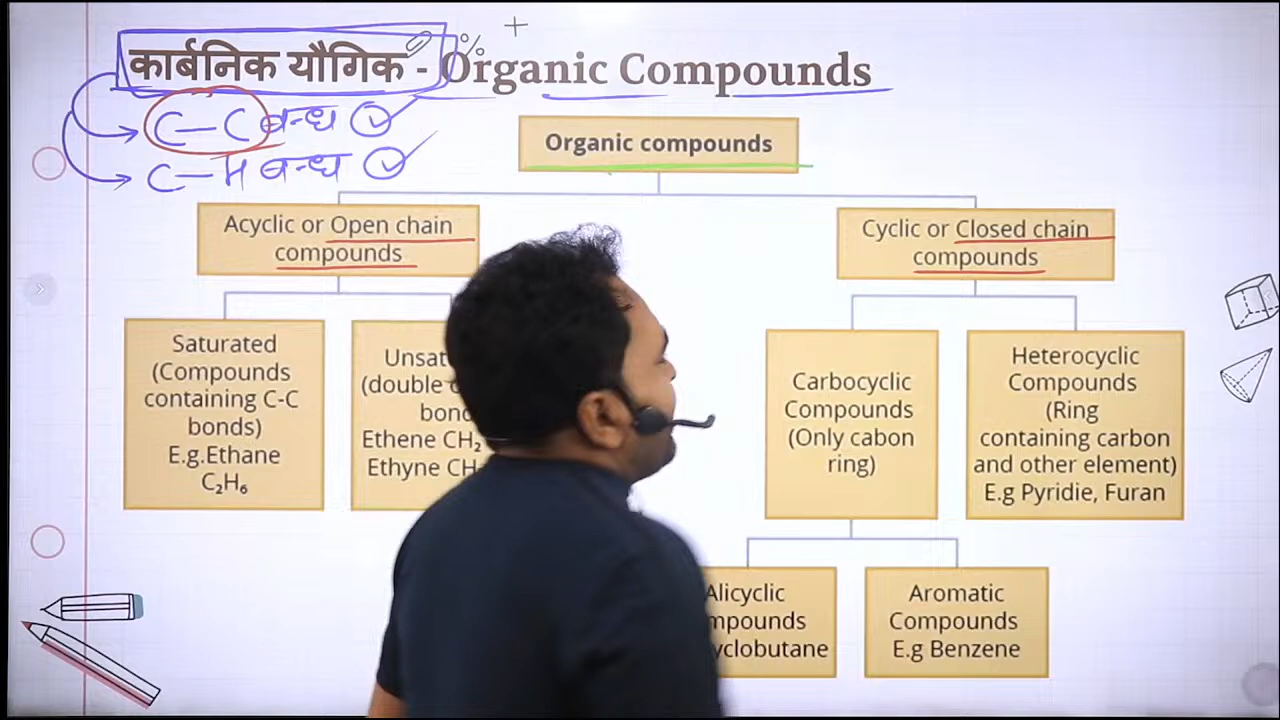 कार्बनिक यौगिक - Organic Compounds
C–C बन्ध
C–H बन्ध
Organic compounds
Acyclic or Open chain
compounds
Cyclic or Closed chain
compounds
Saturated
(Compounds
containing C-C
bonds)
E.g.Ethane
C₂H₆
(double
Ethene CH₂
Ethyne
Carbocyclic
Compounds
(Only cabon
ring)
Heterocyclic
Compounds
(Ring
containing carbon
and other element)
E.g Pyridie, Furan
Alicyclic
Aromatic
Compounds
E.g Benzene